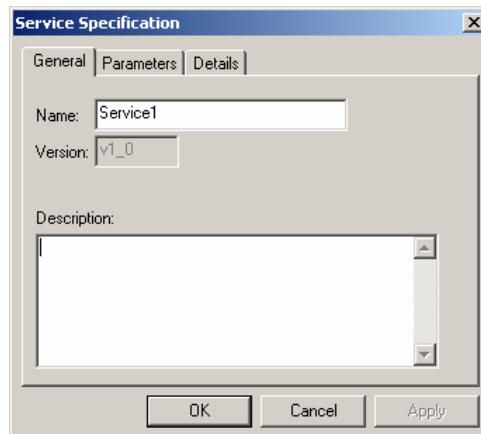 Service Specification
General Parameters Details
Name: Service1
Version: v1_0
Description:
OK Cancel Apply